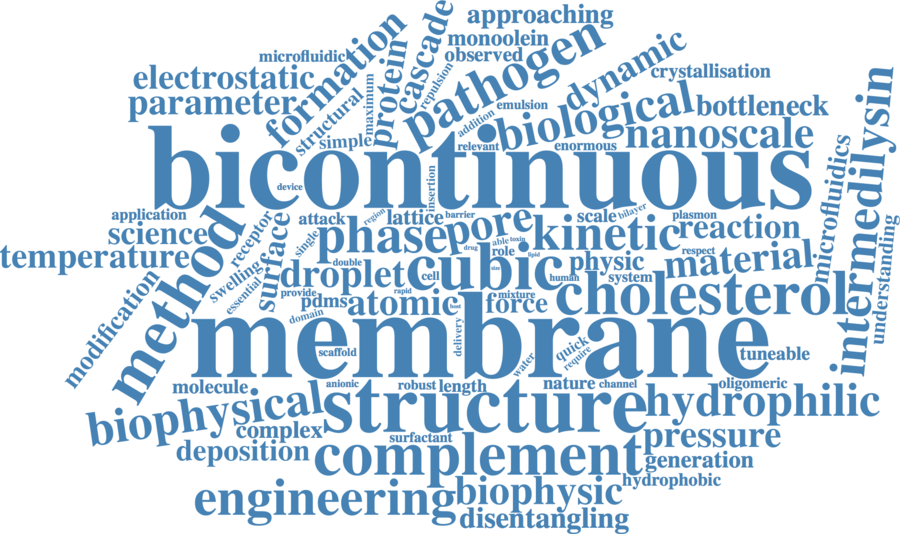 approaching
monoolein
observed
microfluidic
formation
protein
cascade
repulsion
pathogen
dynamic
crystallisation
electrostatic
parameter
structural
maximum
simple
addition
emulsion
relevant
biological
enormous
bottleneck
nanoscale
bicontinuous
device
insertion
application
science
temperature
method
receptor
surface
attack
region
lattice
barrier
pore
scale
bilayer
plasmon
kinetic
reaction
microfluidics
intermedilysin
understanding
swelling
essential
single
phase
double
droplet
cubic
drug
able
toxin
role
lipid
size
cell
human
physic
system
respect
material
modification
provide
pdms
rapid
atomic
host
force
mixture
cholesterol
domain
membrane
scaffold
delivery
water
quick
require
tuneable
molecule
anionic
robust
length
nature
channel
oligomeric
biophysical
structure
hydrophilic
complex
surfactant
deposition
complement
pressure
generation
hydrophobic
engineering
biophysic
disentangling